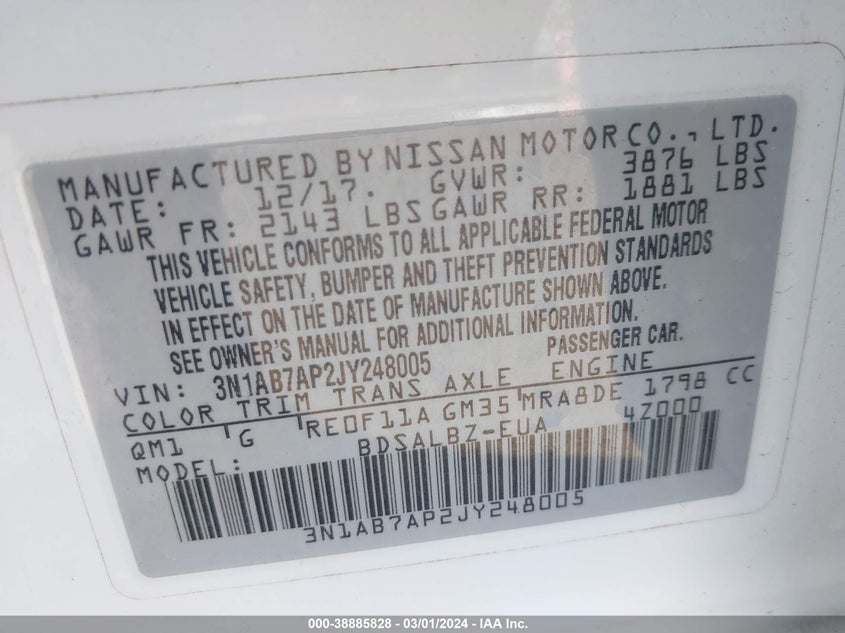 MANUFACTURED BY NISSAN MOTOR CO., LTD.
DATE: 12/17. GVWR: 3876 LBS
GAWR FR: 2143 LBS GAWR RR: 1881 LBS
THIS VEHICLE CONFORMS TO ALL APPLICABLE FEDERAL MOTOR
VEHICLE SAFETY, BUMPER AND THEFT PREVENTION STANDARDS
IN EFFECT ON THE DATE OF MANUFACTURE SHOWN ABOVE.
SEE OWNER'S MANUAL FOR ADDITIONAL INFORMATION.
VIN: 3N1AB7AP2JY248005 PASSENGER CAR.
COLOR TRIM TRANS AXLE ENGINE
QM1 G RE0F11A GM35 MRA8DE 1798 CC
MODEL: BDSALBZ-EUA 4Z000
3N1AB7AP2JY248005
000-38885828 - 03/01/2024 - IAA Inc.